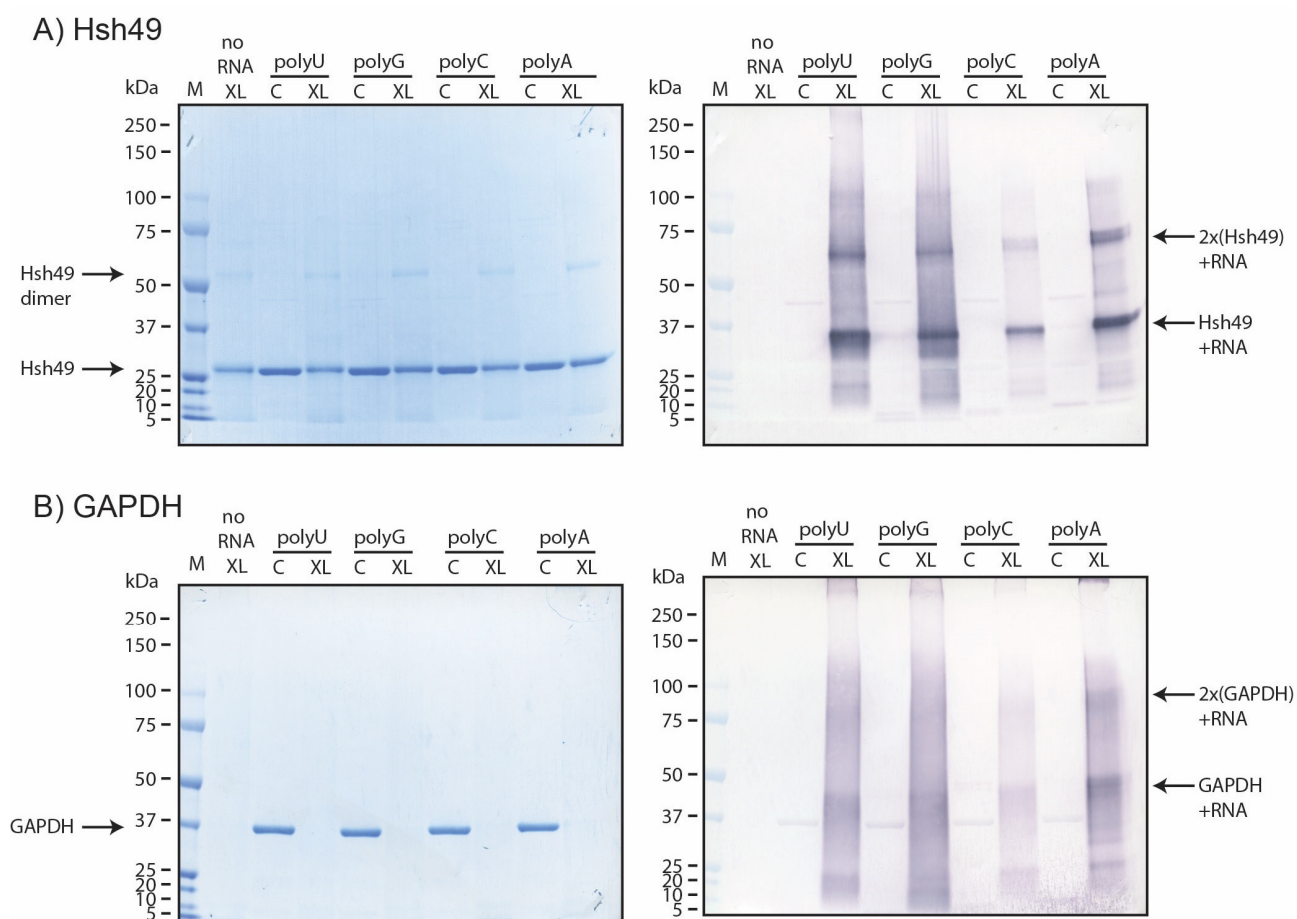 A) Hsh49
no
RNA
polyU polyG polyC polyA
kDa M XL C XL C XL C XL C XL
250
150
100
75
50
37
25
20
10
5
Hsh49
dimer
Hsh49
no
RNA
polyU polyG polyC polyA
kDa M XL C XL C XL C XL C XL
250
150
100
75
50
37
25
20
10
5
2x(Hsh49)
+RNA
Hsh49
+RNA
B) GAPDH
no
RNA
polyU polyG polyC polyA
M XL C XL C XL C XL C XL
kDa
250
150
100
75
50
37
25
20
10
5
GAPDH
no
RNA
polyU polyG polyC polyA
M XL C XL C XL C XL C XL
kDa
250
150
100
75
50
37
25
20
10
5
2x(GAPDH)
+RNA
GAPDH
+RNA